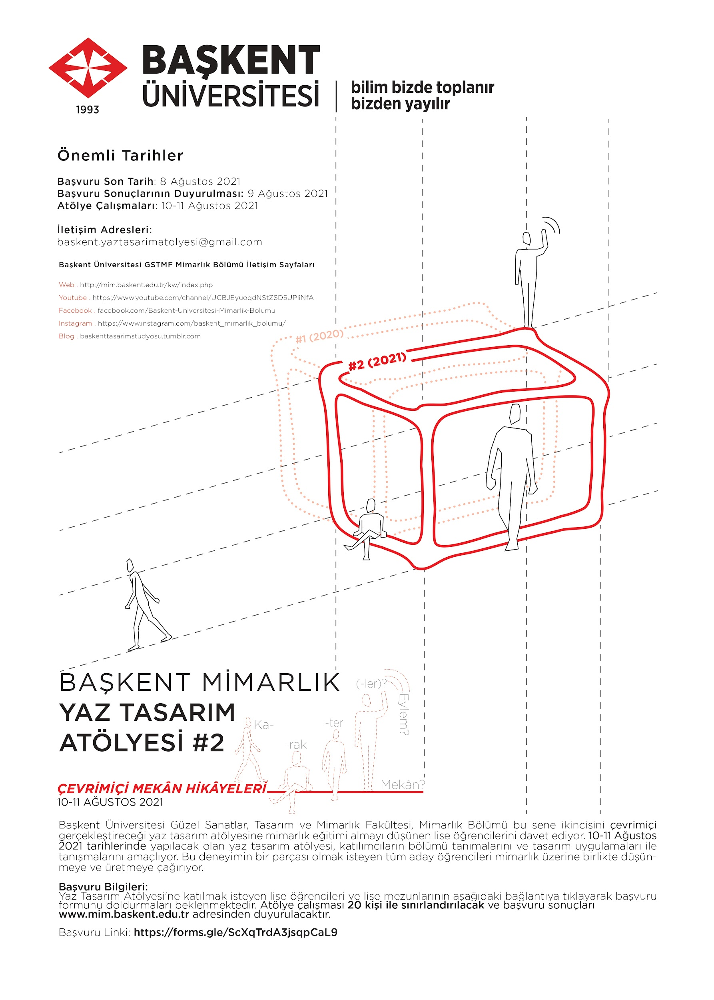 BAŞKENT
ÜNİVERSİTESİ
1993
bilim bizde toplanır
bizden yayılır
Önemli Tarihler
Başvuru Son Tarih: 8 Ağustos 2021
Başvuru Sonuçlarının Duyurulması: 9 Ağustos 2021
Atölye Çalışmaları: 10-11 Ağustos 2021
İletişim Adresleri:
baskent.yaztasarimatolyesi@gmail.com
Başkent Üniversitesi GSTMF Mimarlık Bölümü İletişim Sayfaları
Web . http://mim.baskent.edu.tr/kw/index.php
Youtube . https://www.youtube.com/channel/UCBJEyuoqdNStZSD5UPIiNfA
Facebook . facebook.com/Baskent-Universitesi-Mimarlik-Bolumu
Instagram . https://www.instagram.com/baskent_mimarlik_bolumu/
Blog . baskenttasarimstudyosu.tumblr.com
#1 (2020)
#2 (2021)
BAŞKENT MİMARLIK
YAZ TASARIM
ATÖLYESİ #2
Ka-
-rak
-ter
(-ler)?
Eylem?
Mekân?
ÇEVRİMİÇİ MEKÂN HİKÂYELERİ
10-11 AĞUSTOS 2021
Başkent Üniversitesi Güzel Sanatlar, Tasarım ve Mimarlık Fakültesi, Mimarlık Bölümü bu sene ikincisini çevrimiçi
gerçekleştireceği yaz tasarım atölyesine mimarlık eğitimi almayı düşünen lise öğrencilerini davet ediyor. 10-11 Ağustos
2021 tarihlerinde yapılacak olan yaz tasarım atölyesi, katılımcıların bölümü tanımalarını ve tasarım uygulamaları ile
tanışmalarını amaçlıyor. Bu deneyimin bir parçası olmak isteyen tüm aday öğrencileri mimarlık üzerine birlikte düşün-
meye ve üretmeye çağırıyor.
Başvuru Bilgileri:
Yaz Tasarım Atölyesi'ne katılmak isteyen lise öğrencileri ve lise mezunlarının aşağıdaki bağlantıya tıklayarak başvuru
formunu doldurmaları beklenmektedir. Atölye çalışması 20 kişi ile sınırlandırılacak ve başvuru sonuçları
www.mim.baskent.edu.tr adresinden duyurulacaktır.
Başvuru Linki: https://forms.gle/ScXqTrdA3jsqpCaL9